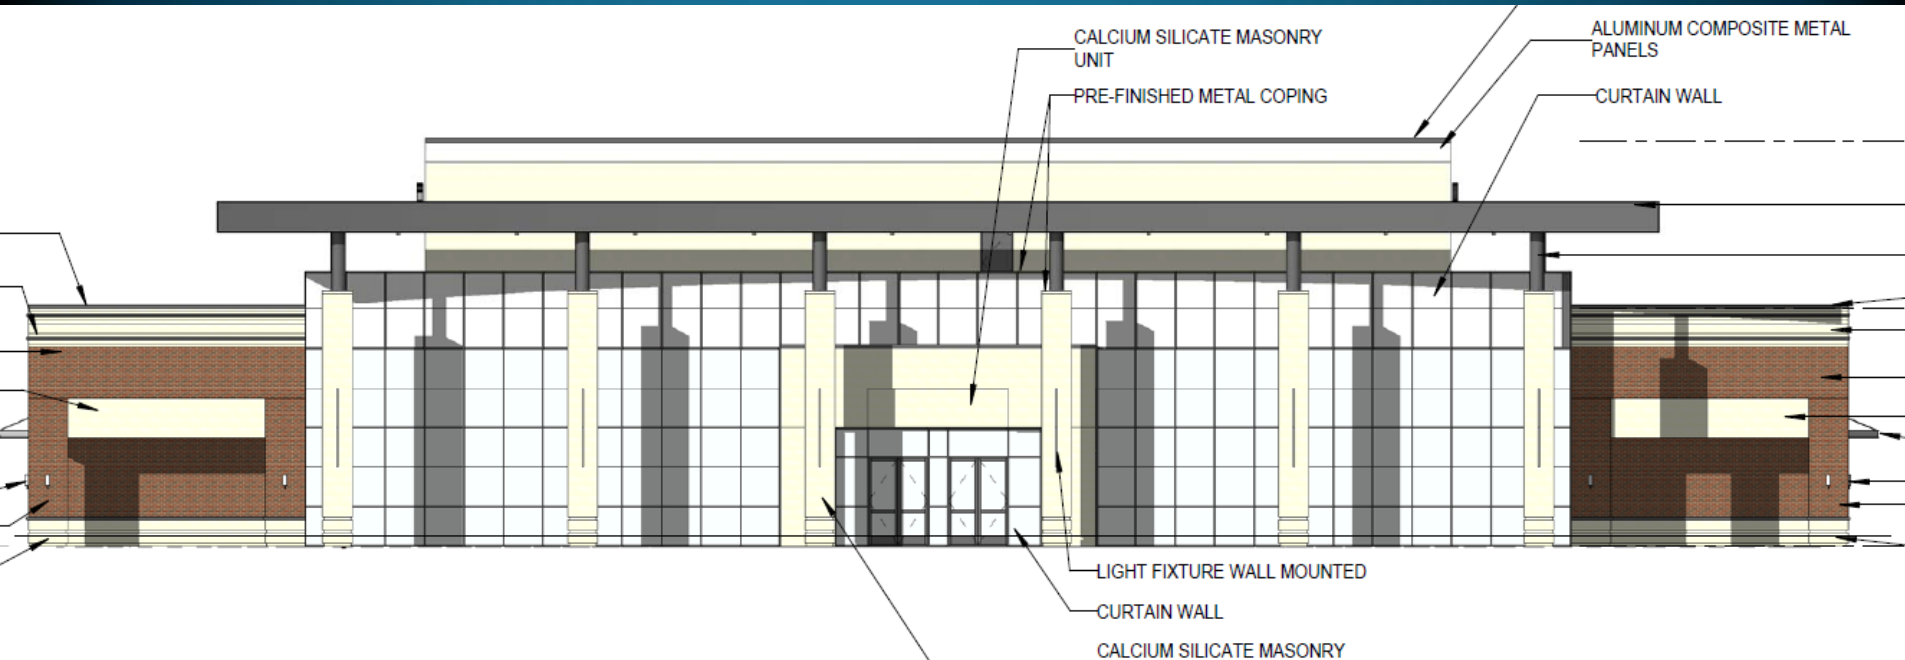 CALCIUM SILICATE MASONRY
UNIT
PRE-FINISHED METAL COPING
ALUMINUM COMPOSITE METAL
PANELS
CURTAIN WALL
LIGHT FIXTURE WALL MOUNTED
CURTAIN WALL
CALCIUM SILICATE MASONRY